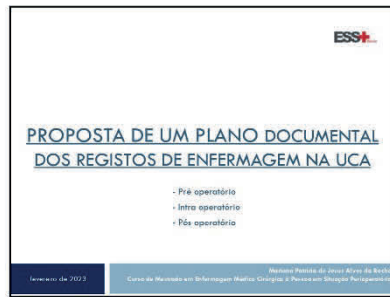 ESS+
PROPOSTA DE UM PLANO DOCUMENTAL
DOS REGISTOS DE ENFERMAGEM NA UCA
- Pré operatório
- Intra operatório
- Pós operatório
Mariana Patrícia de Jesus Alves da Rocha
fevereiro de 2023
Curso de Mestrado em Enfermagem Médico Cirúrgica à Pessoa em Situação Perioperatória